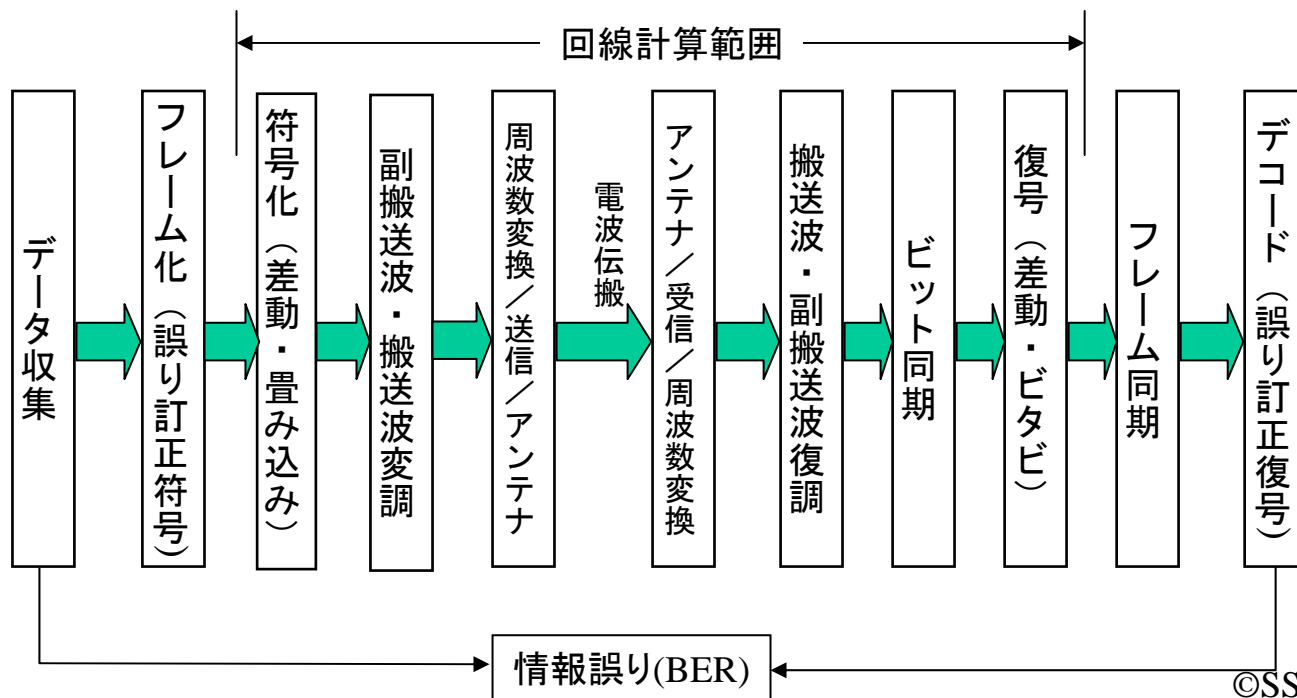 回線計算範囲
データ収集
フレーム化（誤り訂正符号）
符号化（差動・畳み込み）
副搬送波・搬送波変調
周波数変換／送信／アンテナ
電波伝搬
アンテナ／受信／周波数変換
搬送波・副搬送波復調
ビット同期
復号（差動・ビタビ）
フレーム同期
デコード（誤り訂正復号）
情報誤り(BER)
©SS